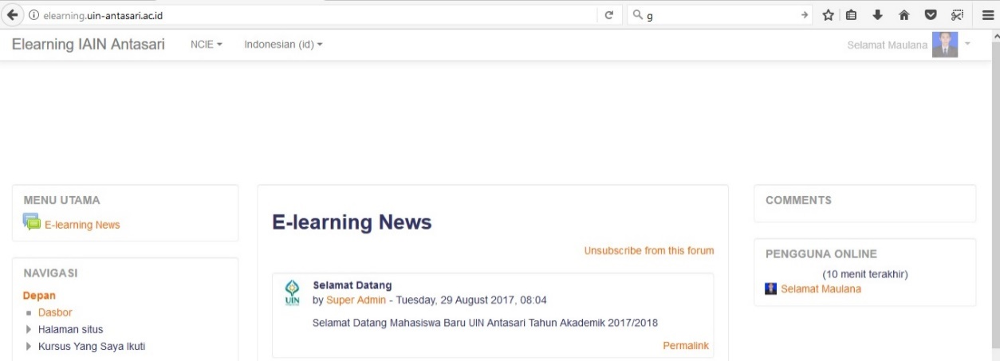 elearning.uin-antasari.ac.id
g
Elearning IAIN Antasari
NCIE
Indonesian (id)
Selamat Maulana
MENU UTAMA
E-learning News
NAVIGASI
Depan
Dasbor
Halaman situs
Kursus Yang Saya Ikuti
E-learning News
Unsubscribe from this forum
UIN
Selamat Datang
by Super Admin - Tuesday, 29 August 2017, 08:04
Selamat Datang Mahasiswa Baru UIN Antasari Tahun Akademik 2017/2018
Permalink
COMMENTS
PENGGUNA ONLINE
(10 menit terakhir)
Selamat Maulana